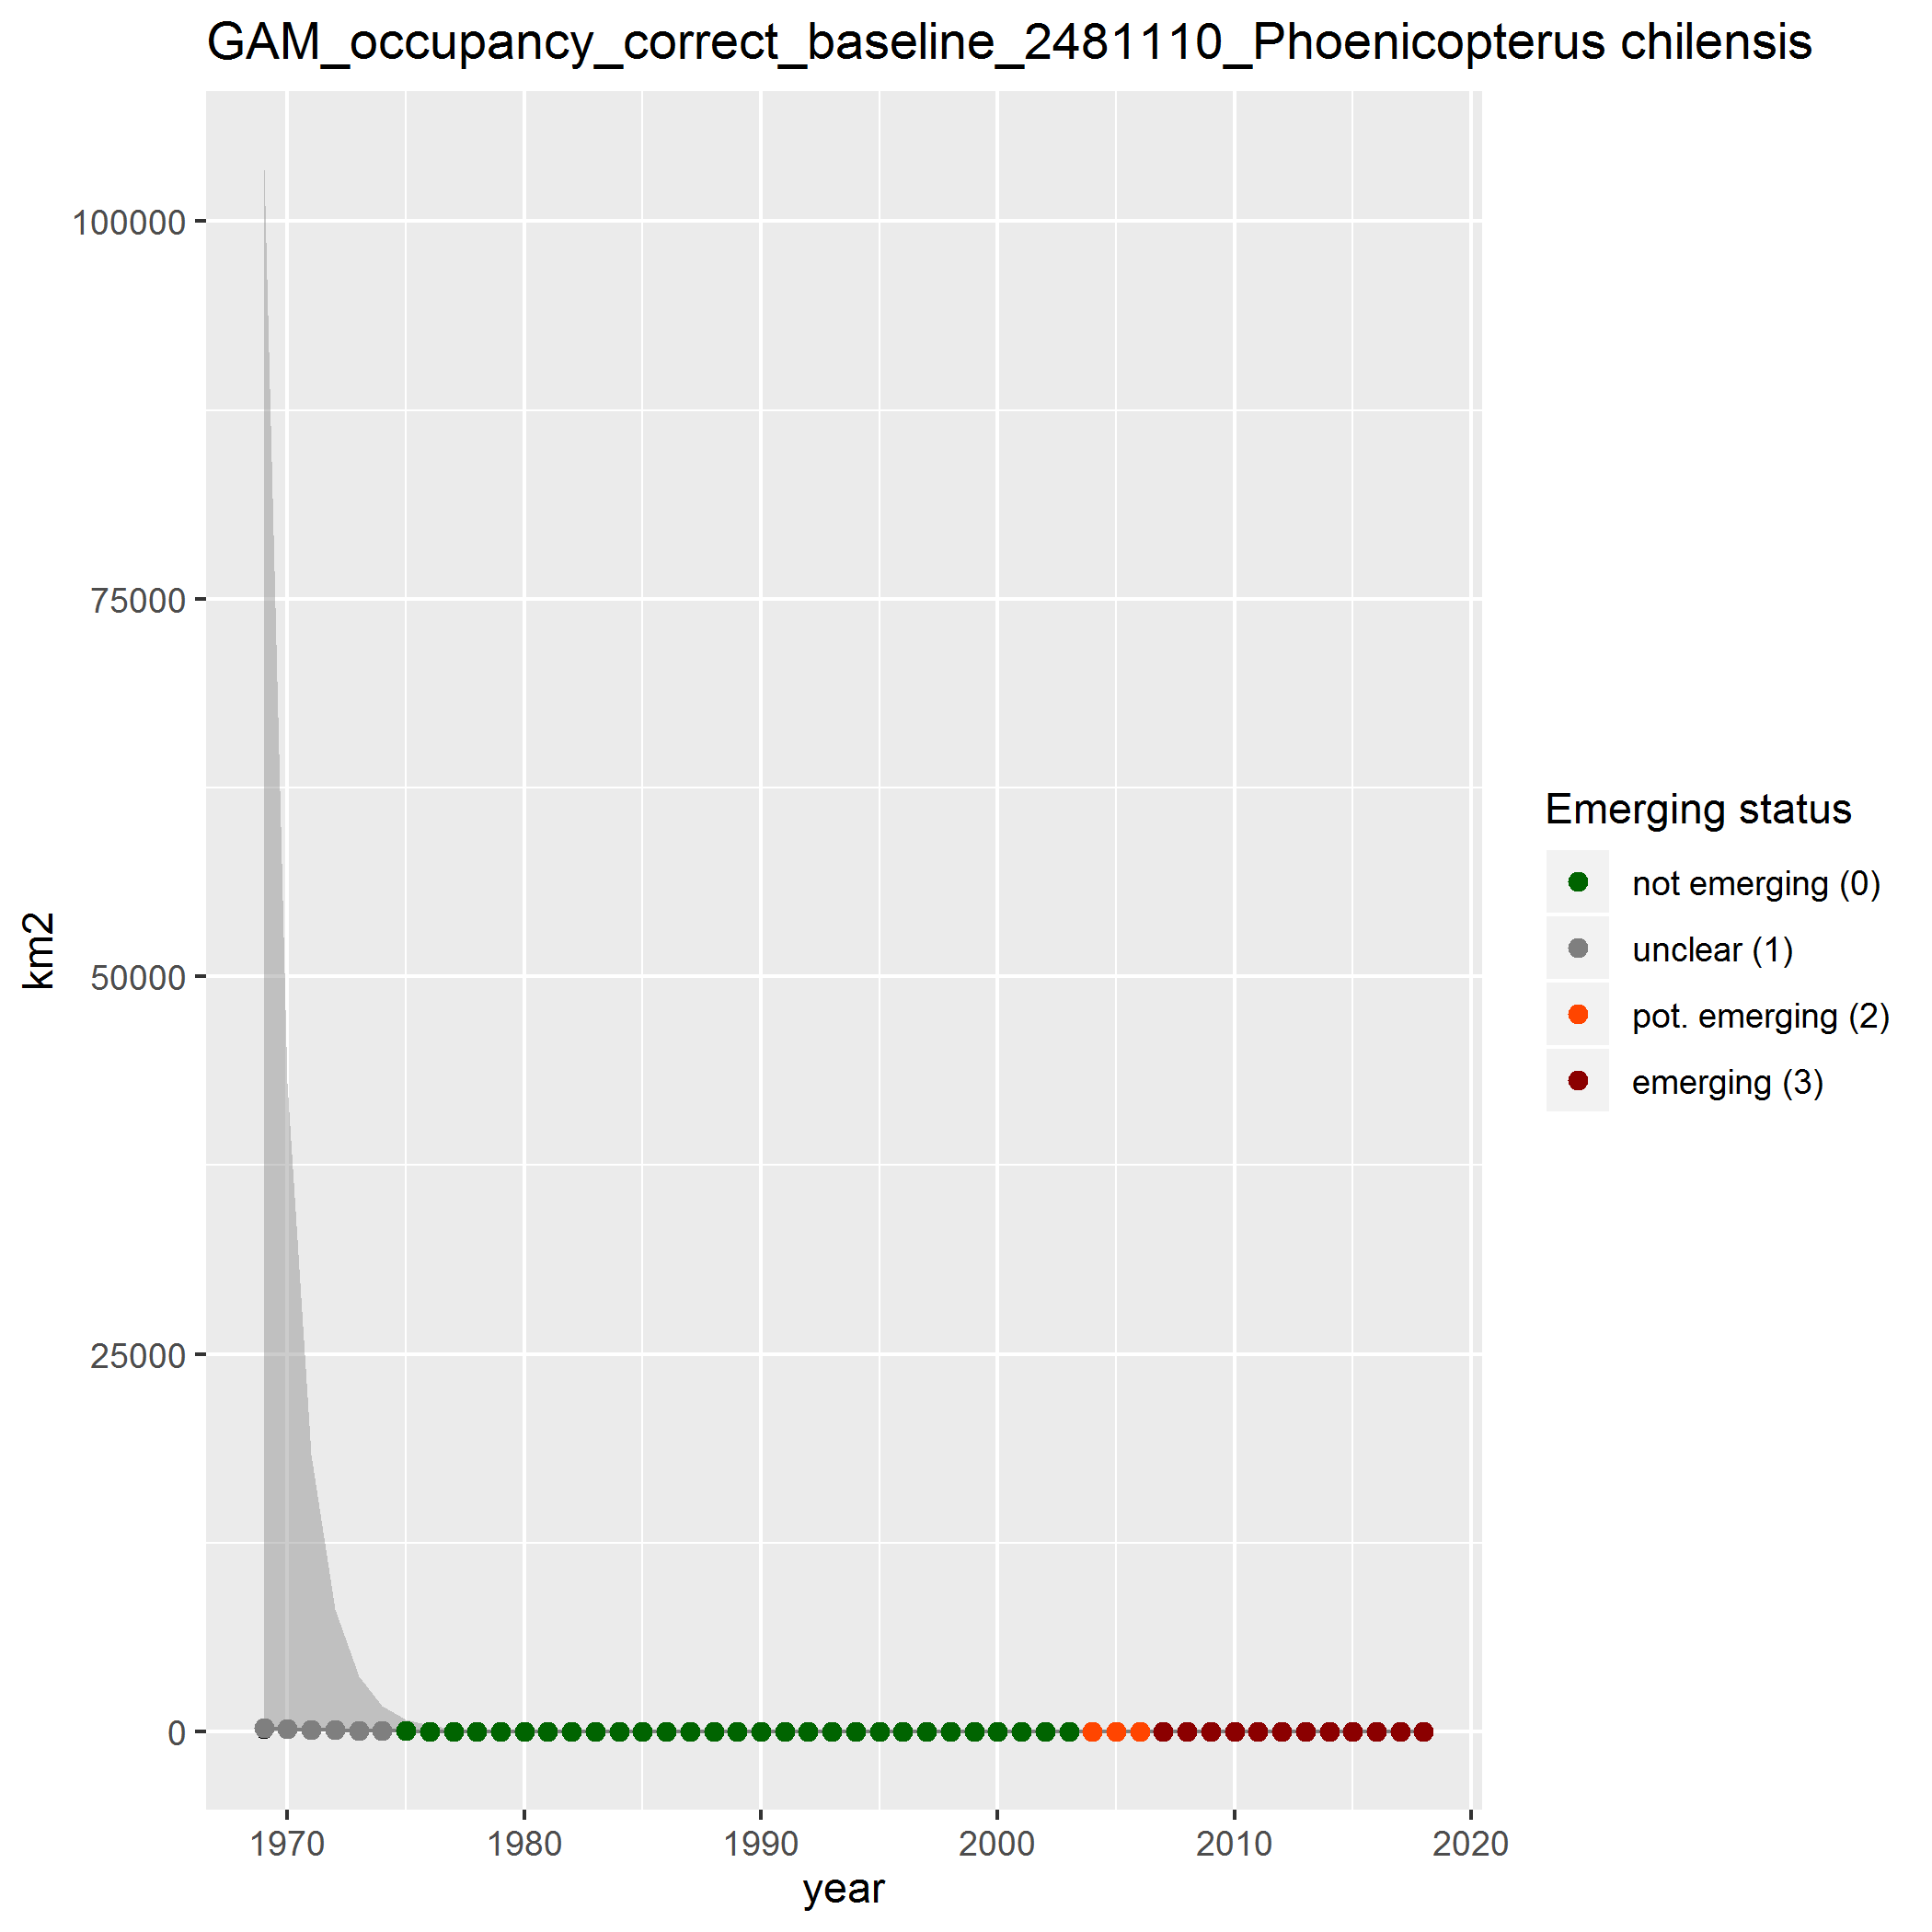 GAM_occupancy_correct_baseline_2481110_Phoenicopterus chilensis
100000
75000
50000
25000
0
km2
1970
1980
1990
2000
2010
2020
year
Emerging status
not emerging (0)
unclear (1)
pot. emerging (2)
emerging (3)